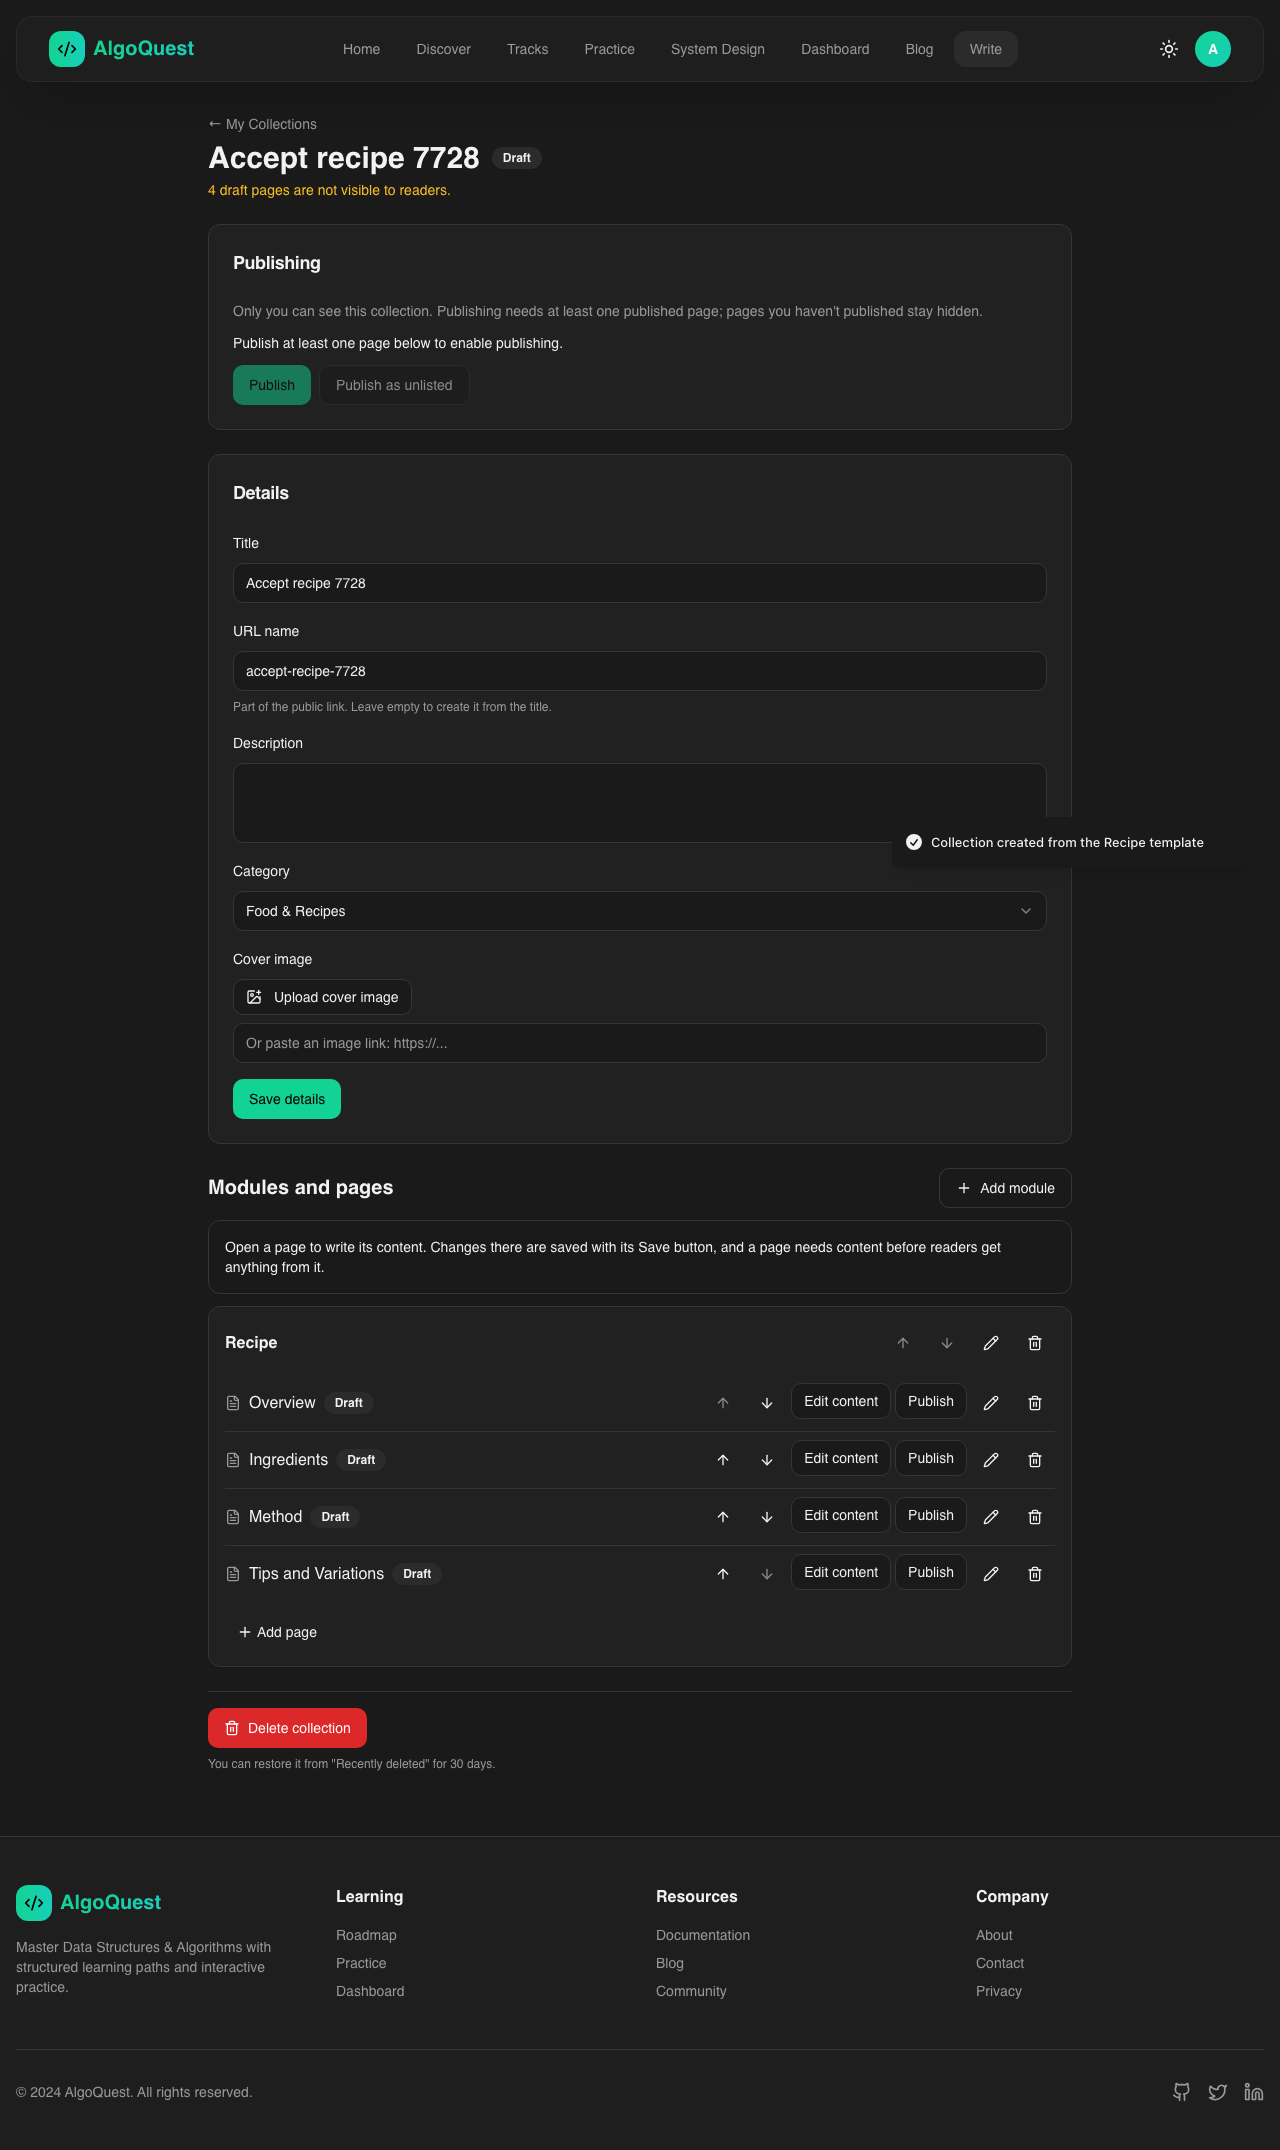 AlgoQuest
Home
Discover
Tracks
Practice
System Design
Dashboard
Blog
Write
A
← My Collections
Accept recipe 7728
Draft
4 draft pages are not visible to readers.
Publishing
Only you can see this collection. Publishing needs at least one published page; pages you haven't published stay hidden.
Publish at least one page below to enable publishing.
Publish
Publish as unlisted
Details
Title
Accept recipe 7728
URL name
accept-recipe-7728
Part of the public link. Leave empty to create it from the title.
Description
Collection created from the Recipe template
Category
Food & Recipes
Cover image
Upload cover image
Or paste an image link: https://...
Save details
Modules and pages
Add module
Open a page to write its content. Changes there are saved with its Save button, and a page needs content before readers get
anything from it.
Recipe
Overview
Draft
Edit content
Publish
Ingredients
Draft
Edit content
Publish
Method
Draft
Edit content
Publish
Tips and Variations
Draft
Edit content
Publish
Add page
Delete collection
You can restore it from "Recently deleted" for 30 days.
AlgoQuest
Master Data Structures & Algorithms with
structured learning paths and interactive
practice.
Learning
Roadmap
Practice
Dashboard
Resources
Documentation
Blog
Community
Company
About
Contact
Privacy
© 2024 AlgoQuest. All rights reserved.